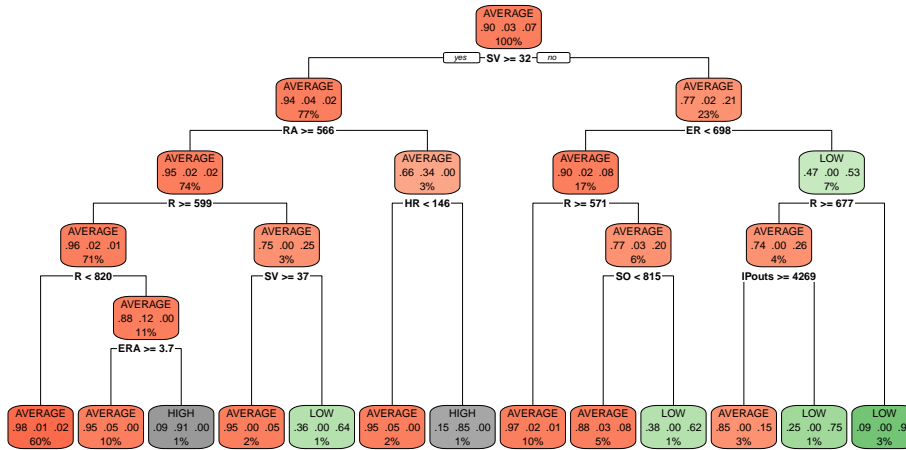 AVERAGE
.90 .03 .07
100%
yes SV >= 32 no
AVERAGE
.94 .04 .02
77%
RA >= 566
AVERAGE
.77 .02 .21
23%
ER < 698
AVERAGE
.95 .02 .02
74%
R >= 599
AVERAGE
.66 .34 .00
3%
HR < 146
AVERAGE
.90 .02 .08
17%
R >= 571
LOW
.47 .00 .53
7%
R >= 677
AVERAGE
.96 .02 .01
71%
R < 820
AVERAGE
.75 .00 .25
3%
SV >= 37
AVERAGE
.77 .03 .20
6%
SO < 815
AVERAGE
.74 .00 .26
4%
IPouts >= 4269
AVERAGE
.88 .12 .00
11%
ERA >= 3.7
AVERAGE
.98 .01 .02
60%
AVERAGE
.95 .05 .00
10%
HIGH
.09 .91 .00
1%
AVERAGE
.95 .00 .05
2%
LOW
.36 .00 .64
1%
AVERAGE
.95 .05 .00
2%
HIGH
.15 .85 .00
1%
AVERAGE
.97 .02 .01
10%
AVERAGE
.88 .03 .08
5%
LOW
.38 .00 .62
1%
AVERAGE
.85 .00 .15
3%
LOW
.25 .00 .75
1%
LOW
.09 .00 .9
3%